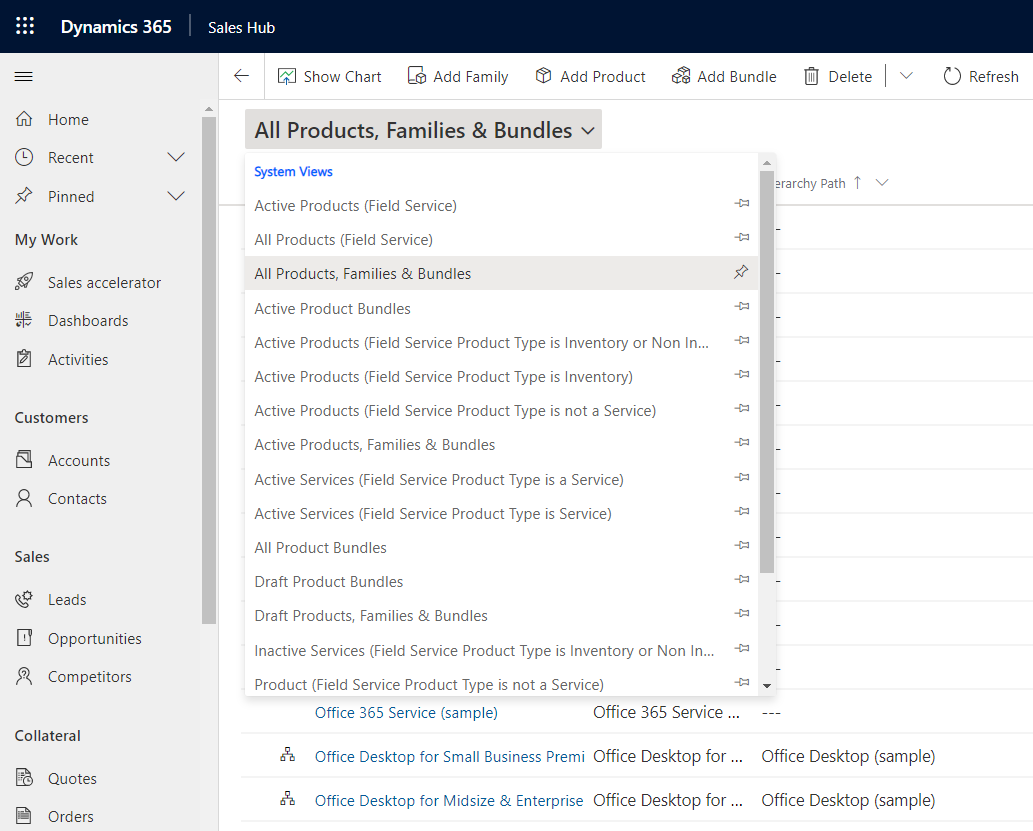 Dynamics 365
Sales Hub
Show Chart
Add Family
Add Product
Add Bundle
Delete
Refresh
Home
Recent
Pinned
My Work
Sales accelerator
Dashboards
Activities
Customers
Accounts
Contacts
Sales
Leads
Opportunities
Competitors
Collateral
Quotes
Orders
All Products, Families & Bundles
System Views
Active Products (Field Service)
All Products (Field Service)
All Products, Families & Bundles
Active Product Bundles
Active Products (Field Service Product Type is Inventory or Non In...
Active Products (Field Service Product Type is Inventory)
Active Products (Field Service Product Type is not a Service)
Active Products, Families & Bundles
Active Services (Field Service Product Type is a Service)
Active Services (Field Service Product Type is Service)
All Product Bundles
Draft Product Bundles
Draft Products, Families & Bundles
Inactive Services (Field Service Product Type is Inventory or Non In...
Product (Field Service Product Type is not a Service)
erarchy Path
Office 365 Service (sample) Office 365 Service ... ---
Office Desktop for Small Business Premi Office Desktop for ... Office Desktop (sample)
Office Desktop for Midsize & Enterprise Office Desktop for ... Office Desktop (sample)